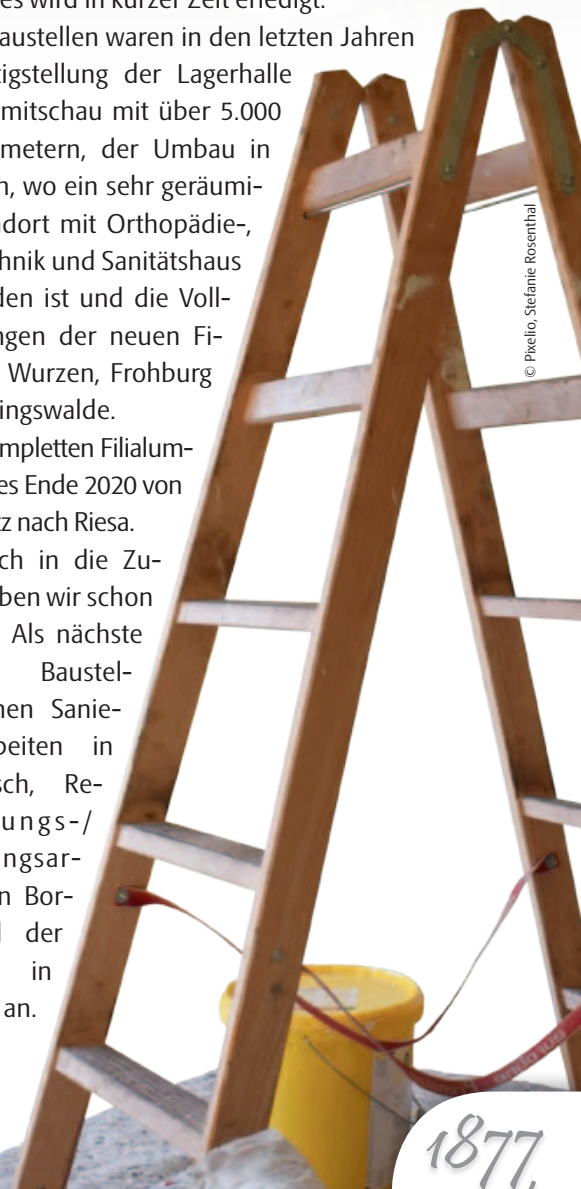 es wird in kurzer Zeit erledigt.
austellen waren in den letzten Jahren
tigstellung der Lagerhalle
mitschau mit über 5.000
metern, der Umbau in
n, wo ein sehr geräumi-
ndort mit Orthopädie-,
hnik und Sanitätshaus
den ist und die Voll-
ngen der neuen Fi-
Wurzen, Frohburg
ingswalde.
mpletten Filialum-
es Ende 2020 von
tz nach Riesa.
ch in die Zu-
ben wir schon
Als nächste
Baustel-
nen Sanie-
beiten in
sch, Re-
ungs-/
ngsar-
n Bor-
d der
in
an.
© Pixelio, Stefanie Rosenthal
1877